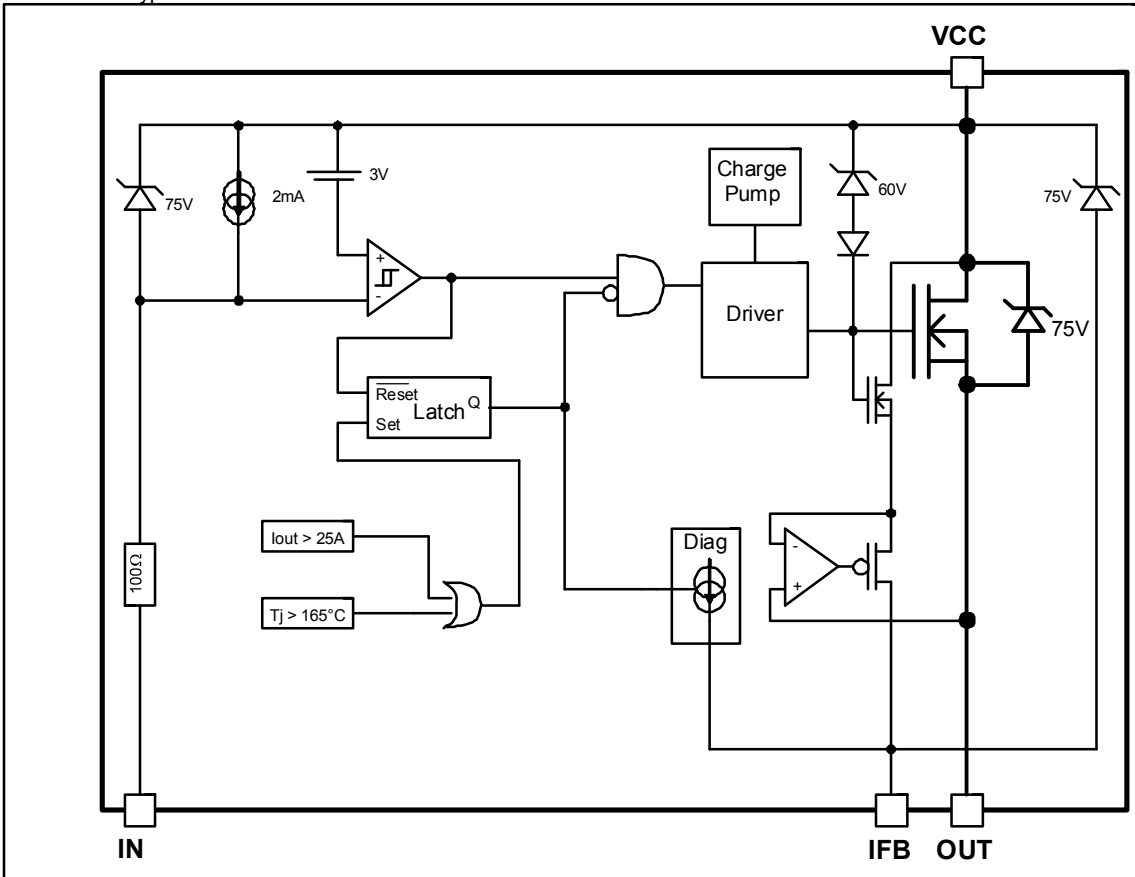 VCC
75V
2mA
3V
Charge
Pump
60V
75V
+
-
Driver
75V
Reset
Latch
Q
Set
Iout > 25A
Tj > 165°C
100Ω
Diag
-
+
IN
IFB
OUT